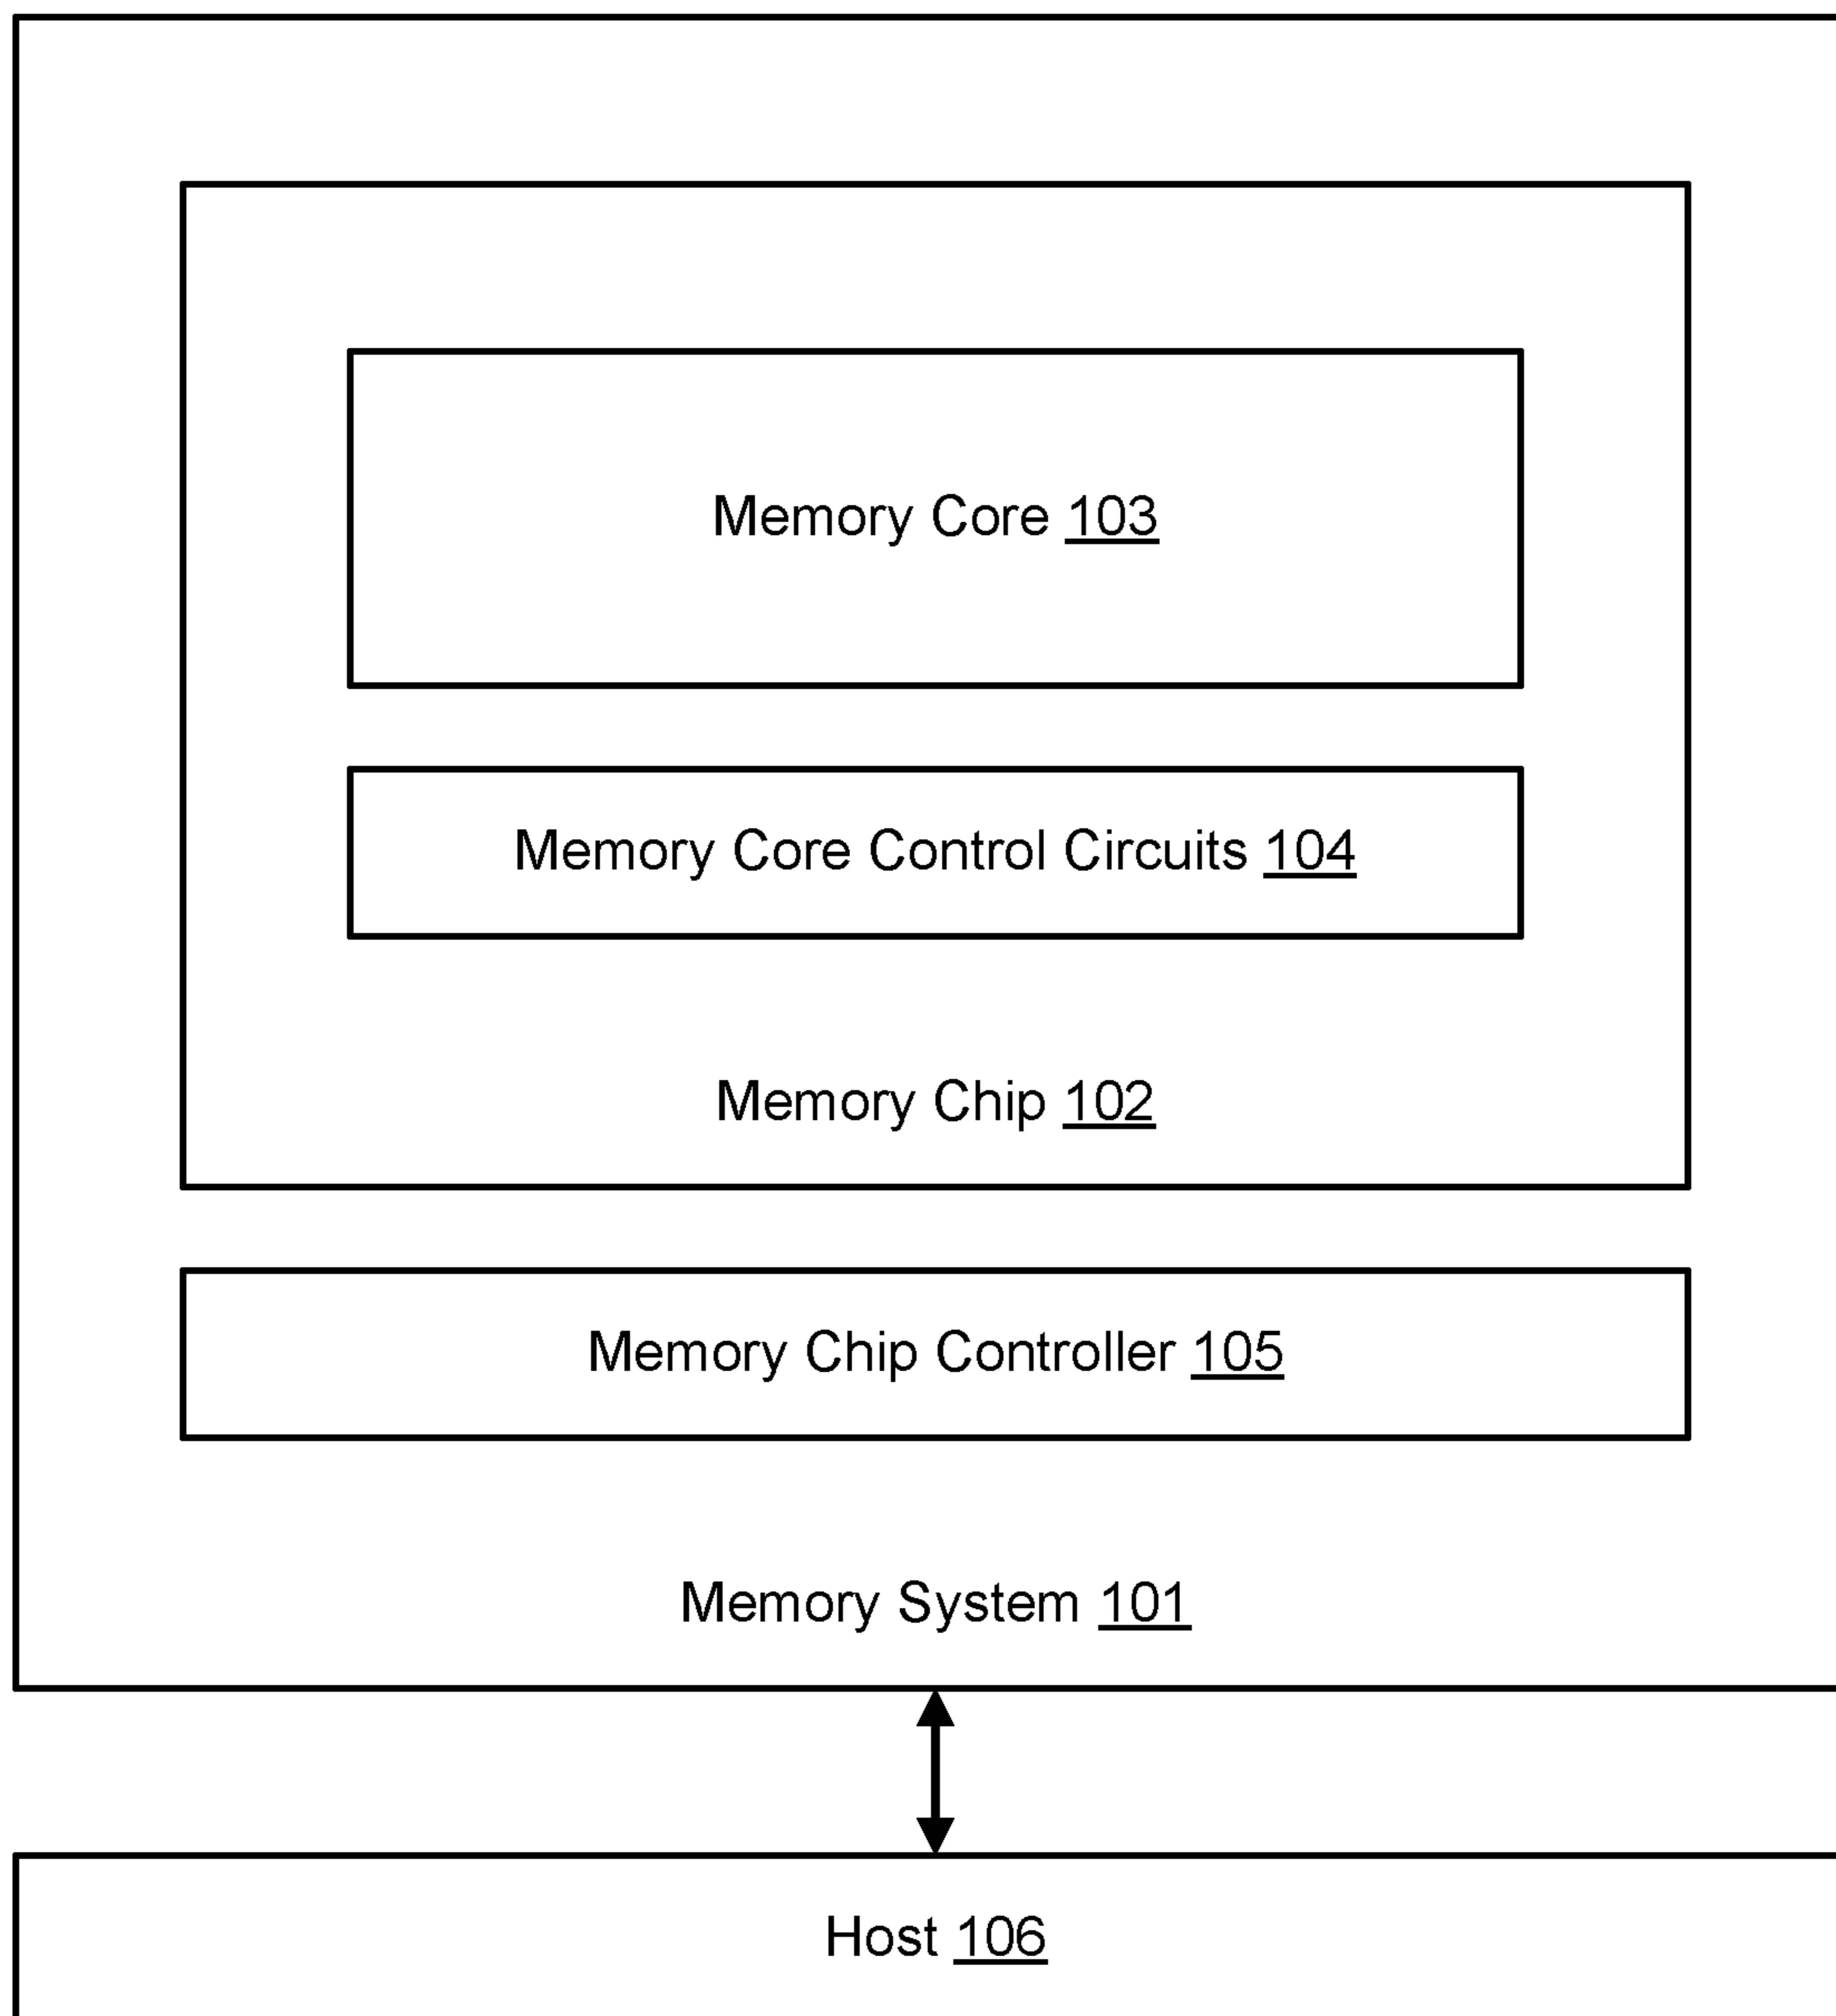 Memory Core 103
Memory Core Control Circuits 104
Memory Chip 102
Memory Chip Controller 105
Memory System 101
Host 106